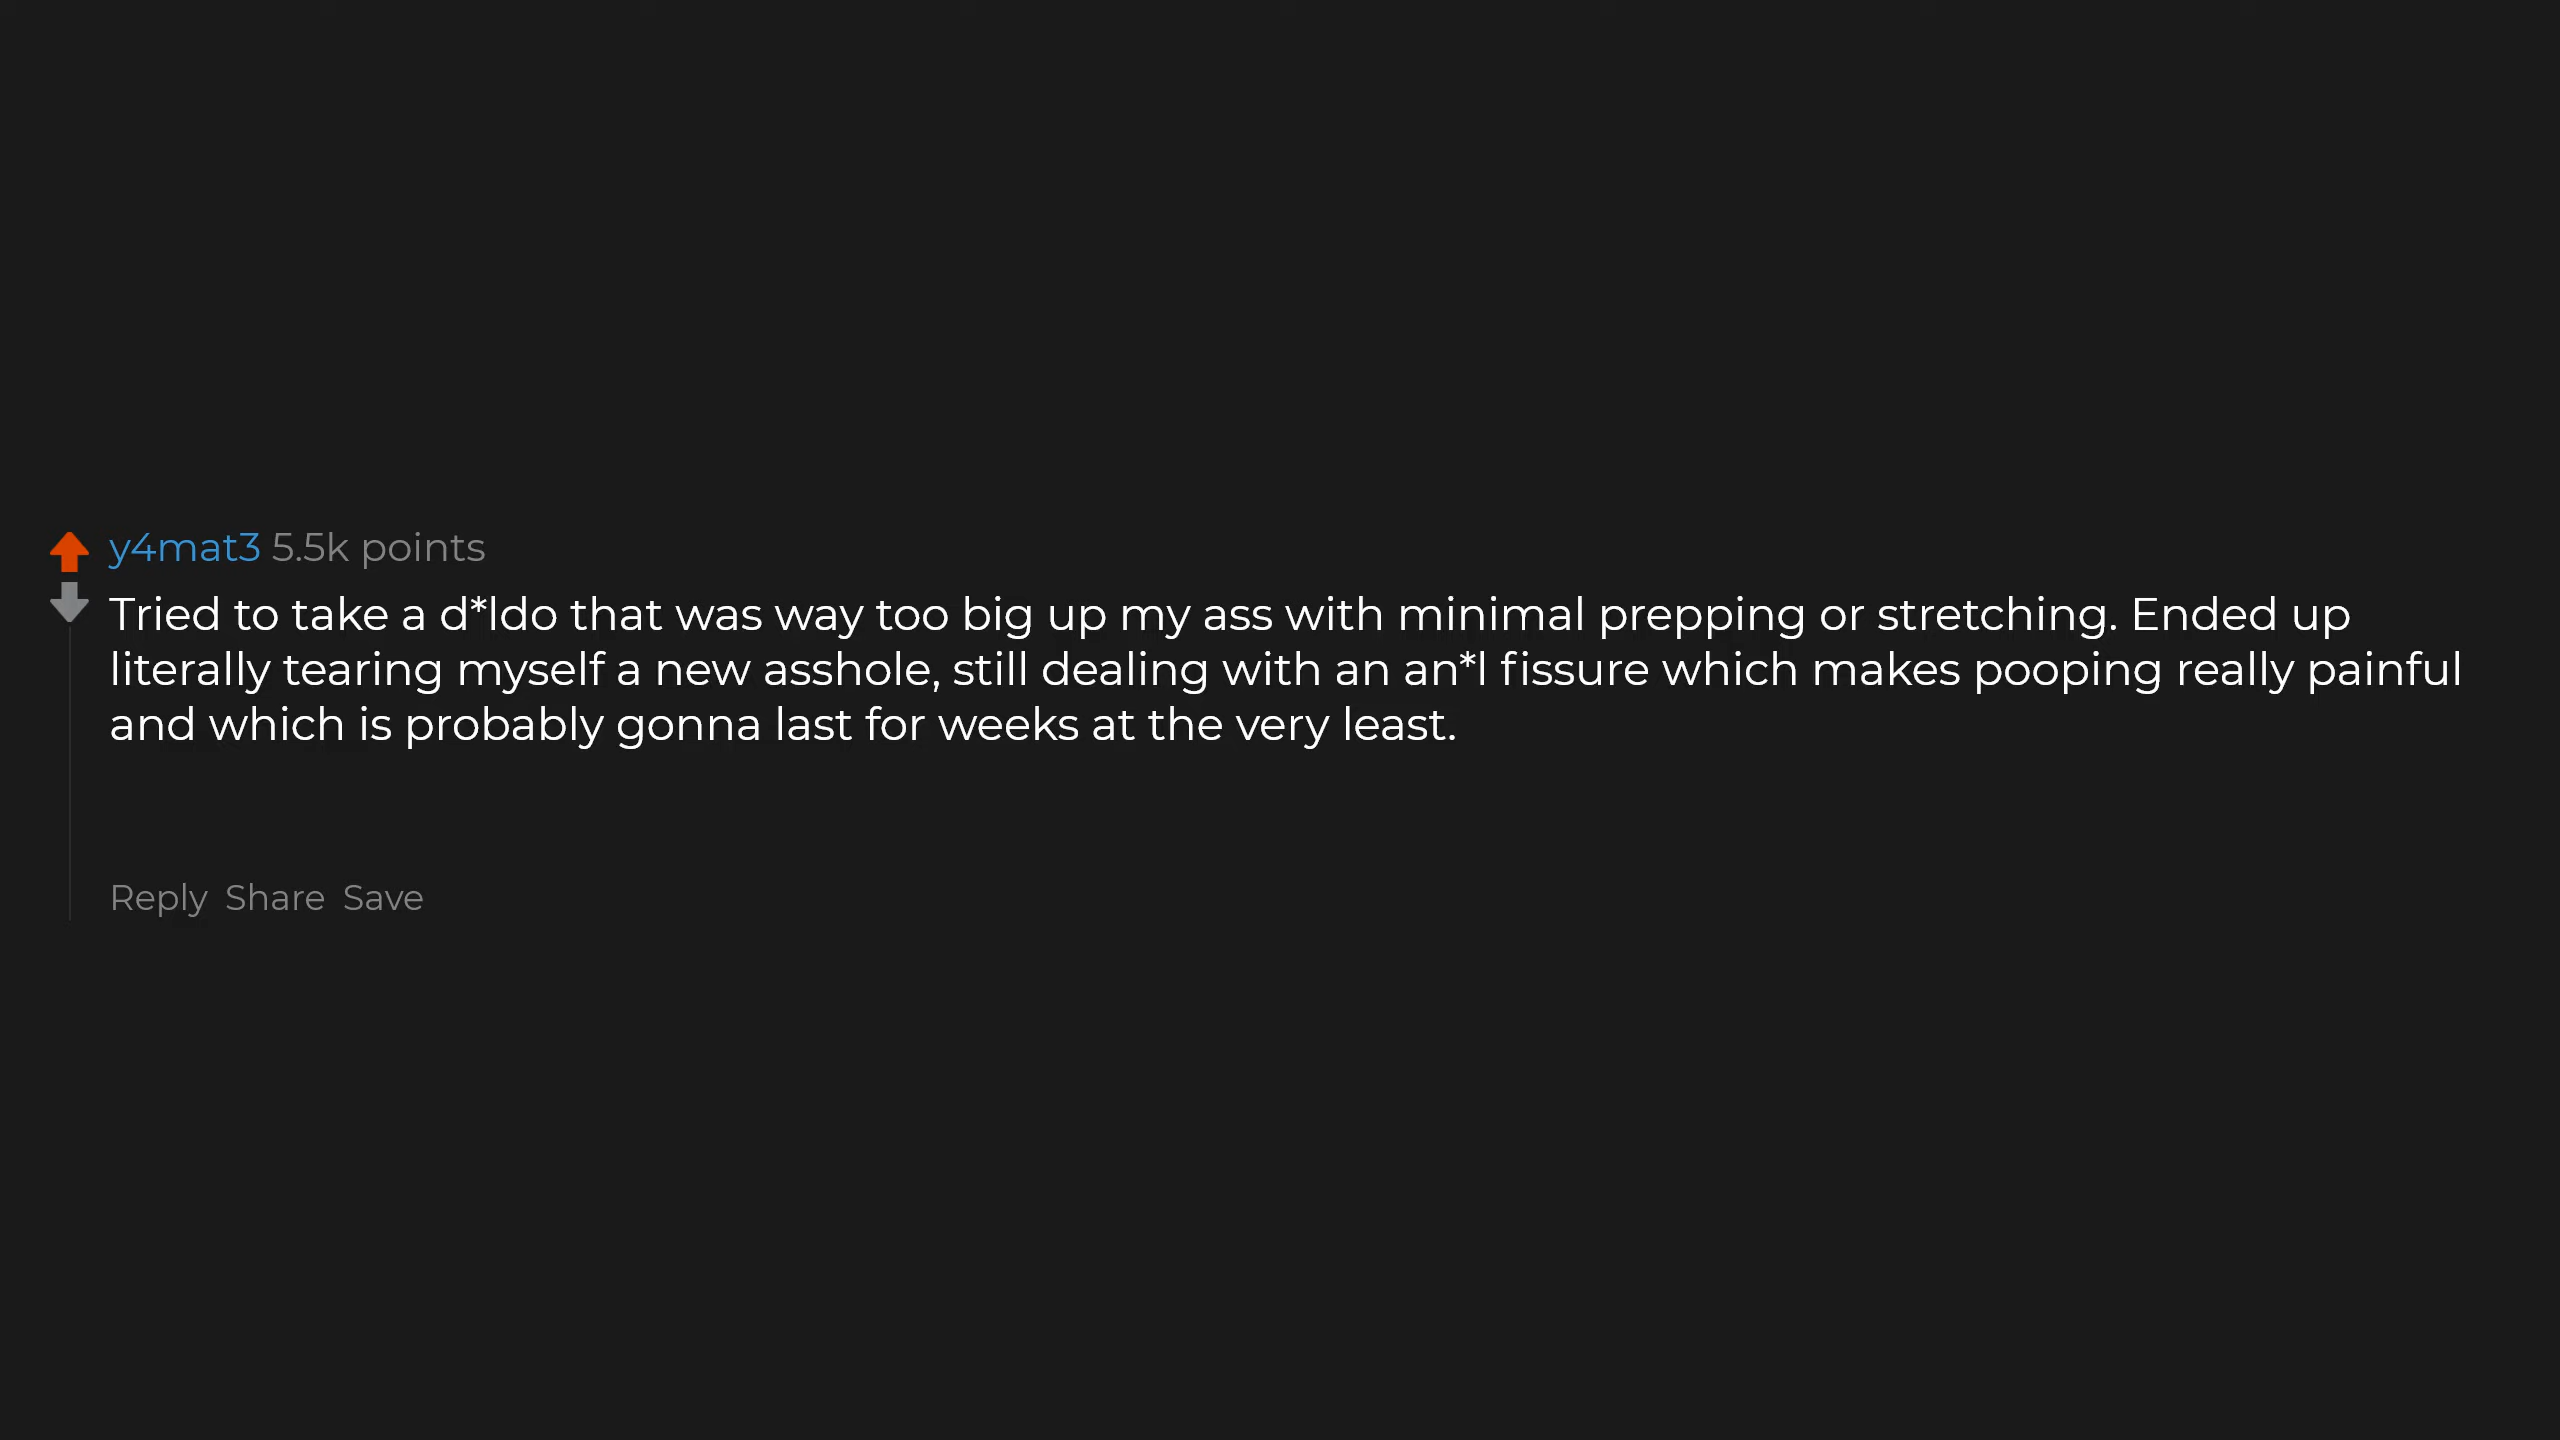 y4mat3 5.5k points
Tried to take a d*ldo that was way too big up my ass with minimal prepping or stretching. Ended up
literally tearing myself a new asshole, still dealing with an an*l fissure which makes pooping really painful
and which is probably gonna last for weeks at the very least.
Reply Share Save